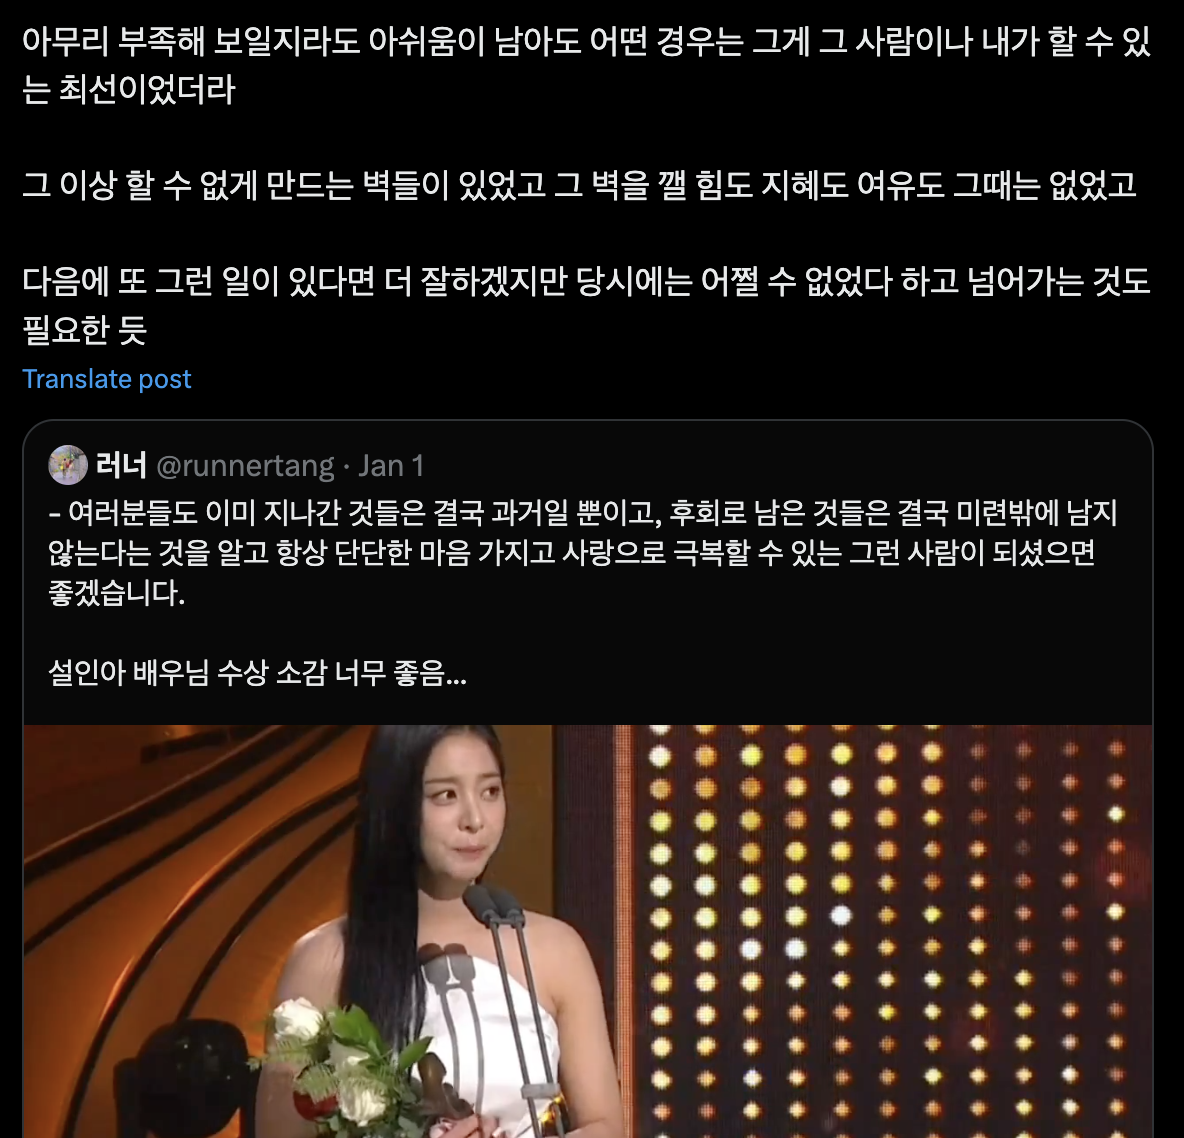 아무리 부족해 보일지라도 아쉬움이 남아도 어떤 경우는 그게 그 사람이나 내가 할 수 있
는 최선이었더라
그 이상 할 수 없게 만드는 벽들이 있었고 그 벽을 깰 힘도 지혜도 여유도 그때는 없었고
다음에 또 그런 일이 있다면 더 잘하겠지만 당시에는 어쩔 수 없었다 하고 넘어가는 것도
필요한 듯
Translate post
러너 @runnertang · Jan 1
- 여러분들도 이미 지나간 것들은 결국 과거일 뿐이고, 후회로 남은 것들은 결국 미련밖에 남지
않는다는 것을 알고 항상 단단한 마음 가지고 사랑으로 극복할 수 있는 그런 사람이 되셨으면
좋겠습니다.
설인아 배우님 수상 소감 너무 좋음...